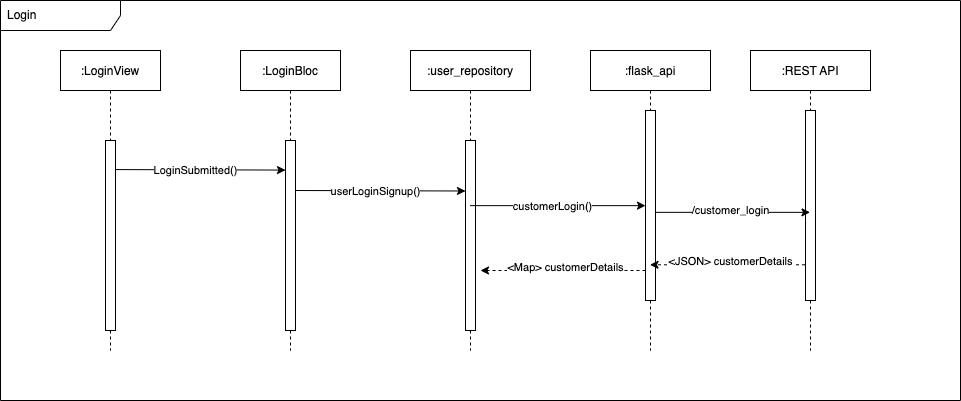 Login
:LoginView
:LoginBloc
:user_repository
:flask_api
:REST API
LoginSubmitted()
userLoginSignup()
customerLogin()
/customer_login
<JSON> customerDetails
<Map> customerDetails